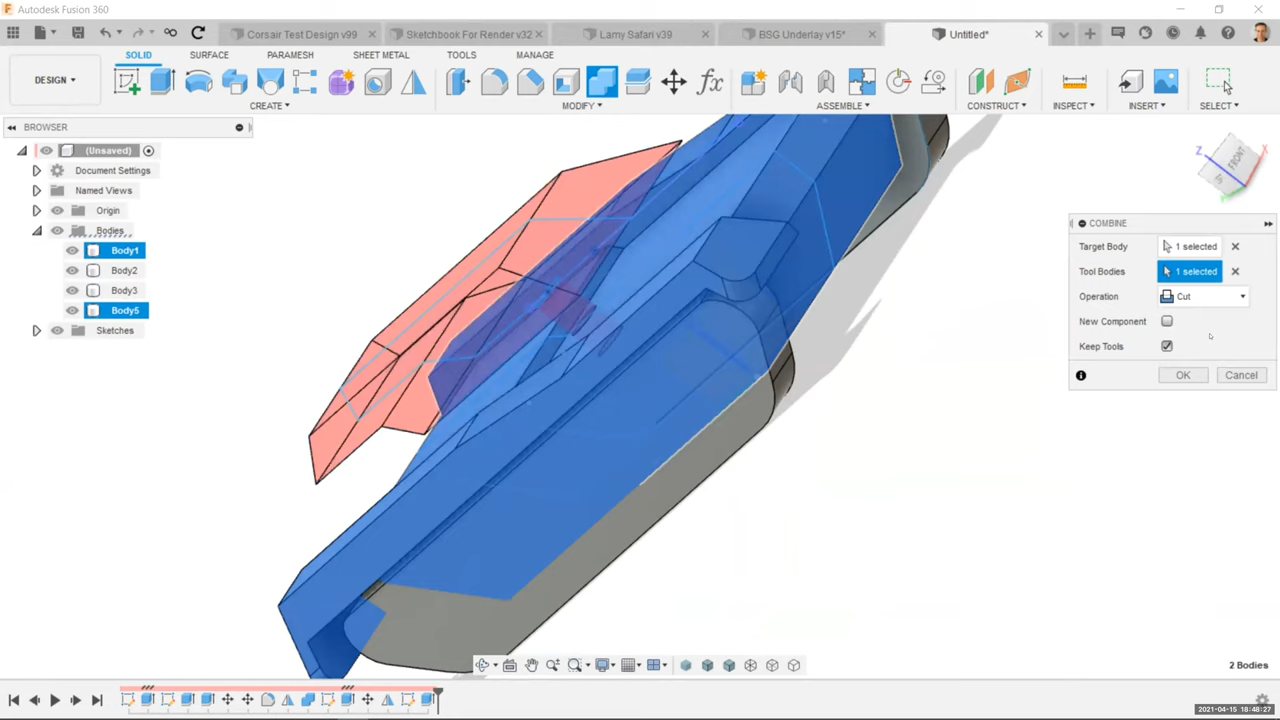 Autodesk Fusion 360
Corsair Test Design v99
Sketchbook For Render v32
Lamy Safari v39
BSG Underlay v15*
Untitled*
DESIGN
SOLID
SURFACE
PARAMESH
SHEET METAL
TOOLS
MANAGE
CREATE
MODIFY
ASSEMBLE
CONSTRUCT
INSPECT
INSERT
SELECT
BROWSER
(Unsaved)
Document Settings
Named Views
Origin
Bodies
Body1
Body2
Body3
Body5
Sketches
Z
X
FRONT
COMBINE
Target Body 1 selected
Tool Bodies 1 selected
Operation Cut
New Component
Keep Tools
OK Cancel
2 Bodies
2021-04-15 18:48:27